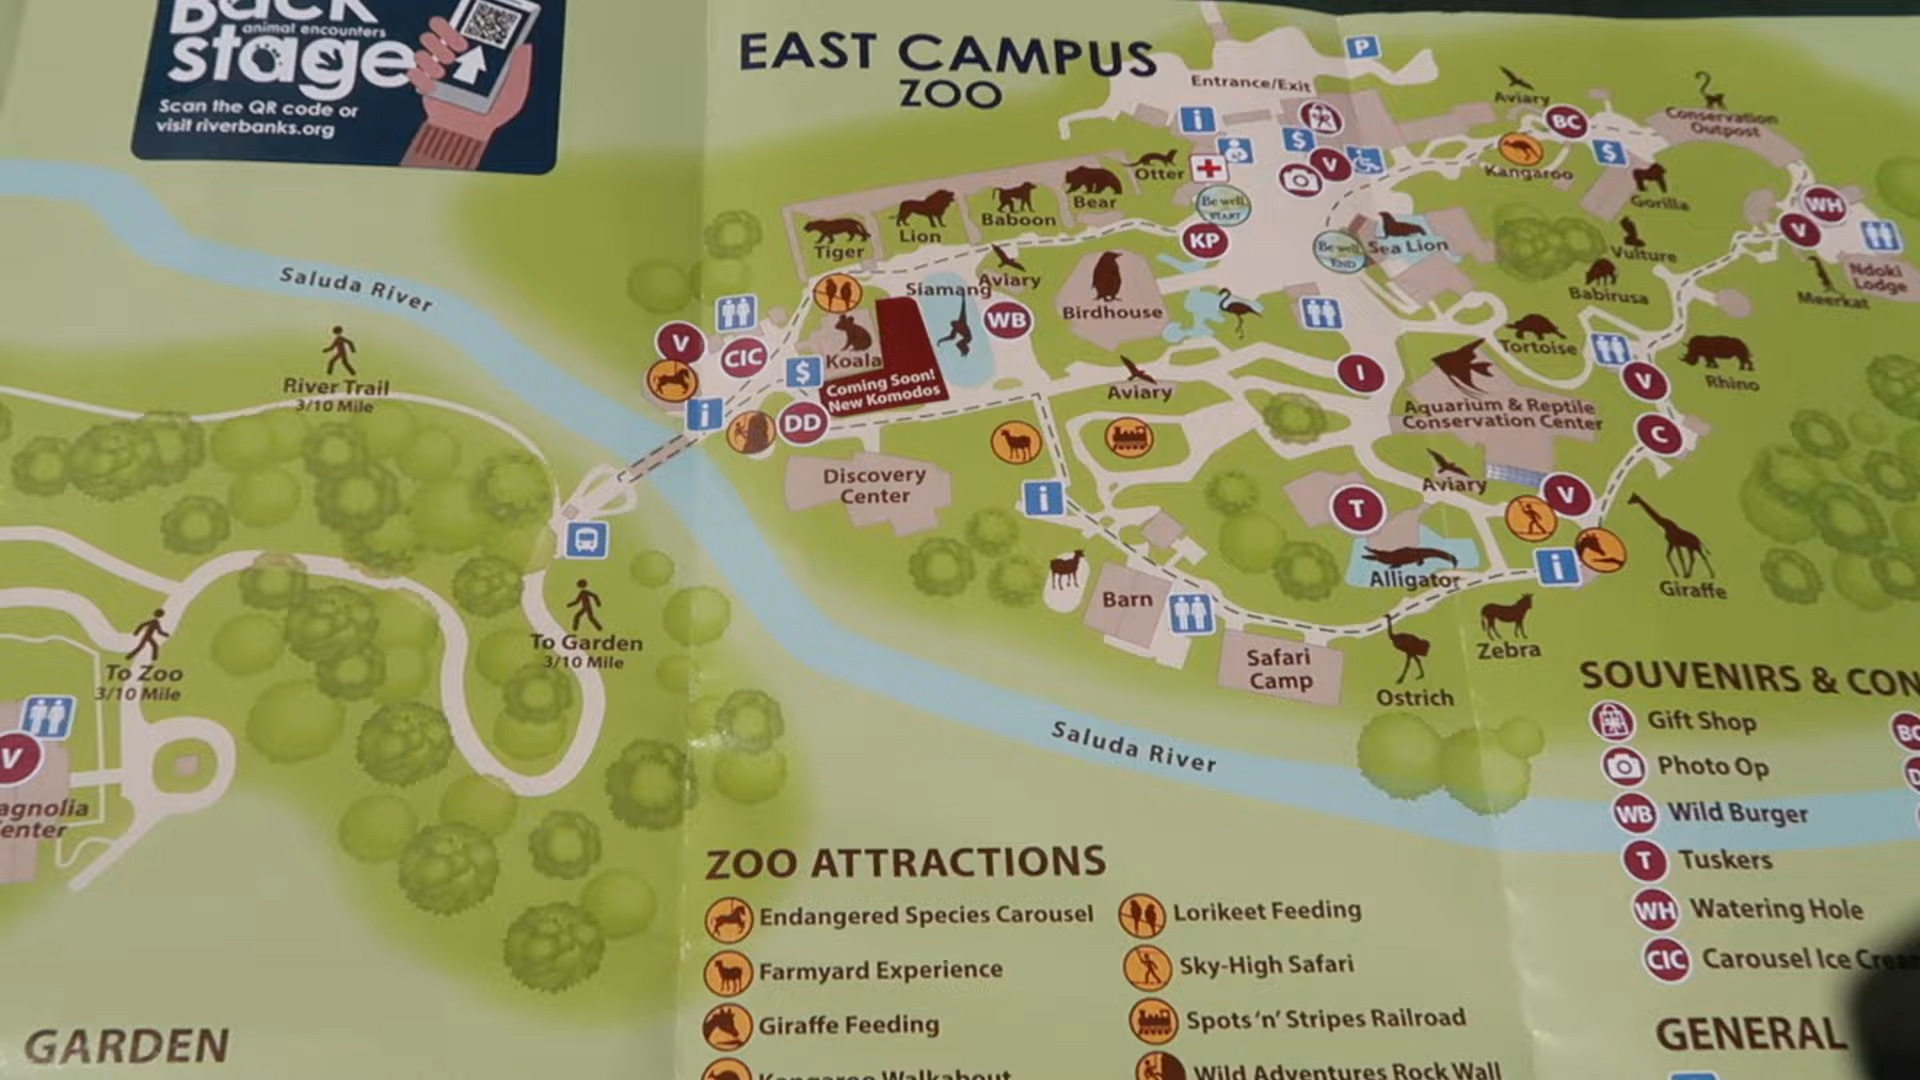 Back
animal encounters
stage
Scan the QR code or
visit riverbanks.org
EAST CAMPUS
ZOO
Entrance/Exit
P
i
$
V
Aviary
BC
Conservation
Outpost
Kangaroo
$
Gorilla
WH
V
Otter
Bear
Baboon
Lion
Tiger
Be well
START
KP
Be well
END
Sea Lion
Vulture
Babirusa
Ndoki
Lodge
Meerkat
Saluda River
Siamang
Aviary
Birdhouse
WB
V
CIC
Koala
$
Coming Soon!
New Komodos
Aviary
I
Tortoise
V
Rhino
River Trail
3/10 Mile
i
DD
Aquarium & Reptile
Conservation Center
C
Discovery
Center
i
Aviary
V
T
Alligator
i
Giraffe
Barn
Safari
Camp
Ostrich
Zebra
To Garden
3/10 Mile
To Zoo
3/10 Mile
V
agnolia
enter
Saluda River
SOUVENIRS & CON
Gift Shop
BC
Photo Op
WB Wild Burger
T Tuskers
WH Watering Hole
CIC Carousel Ice Cream
ZOO ATTRACTIONS
Endangered Species Carousel
Lorikeet Feeding
Farmyard Experience
Sky-High Safari
Giraffe Feeding
Spots 'n' Stripes Railroad
Kangaroo Walkabout
Wild Adventures Rock Wall
GARDEN
GENERAL